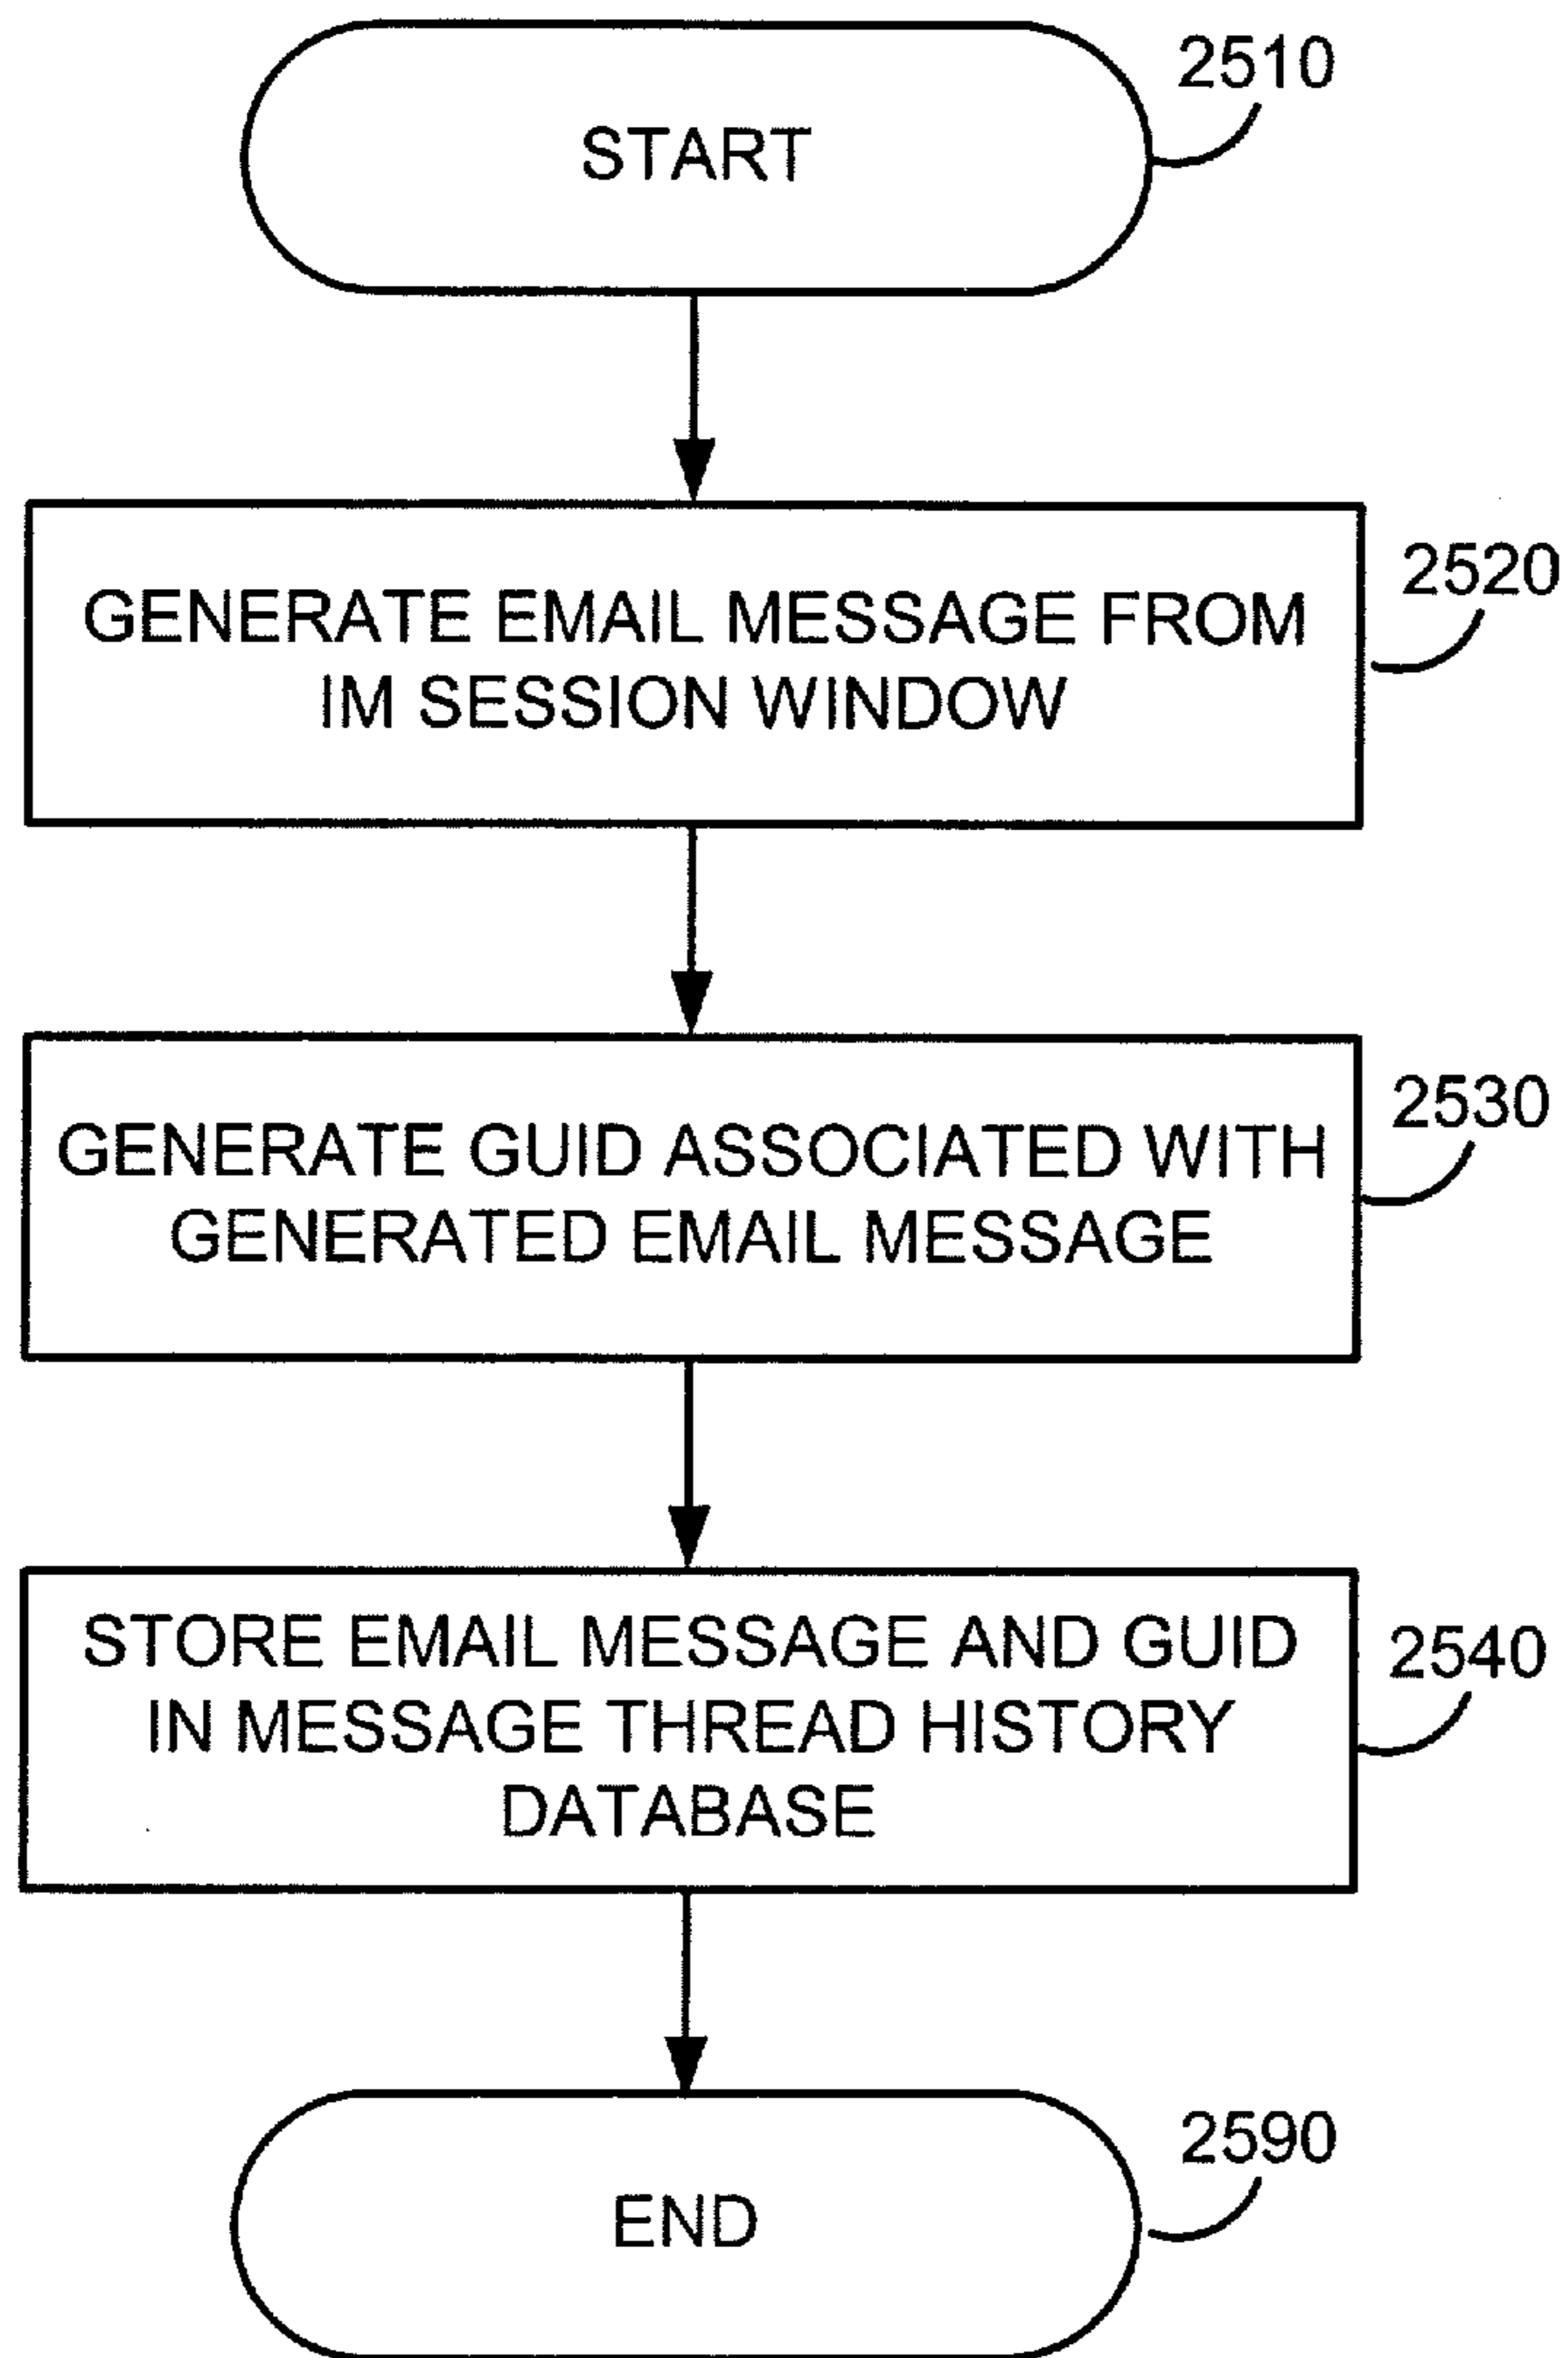 2510
START
2520
GENERATE EMAIL MESSAGE FROM
IM SESSION WINDOW
2530
GENERATE GUID ASSOCIATED WITH
GENERATED EMAIL MESSAGE
2540
STORE EMAIL MESSAGE AND GUID
IN MESSAGE THREAD HISTORY
DATABASE
2590
END